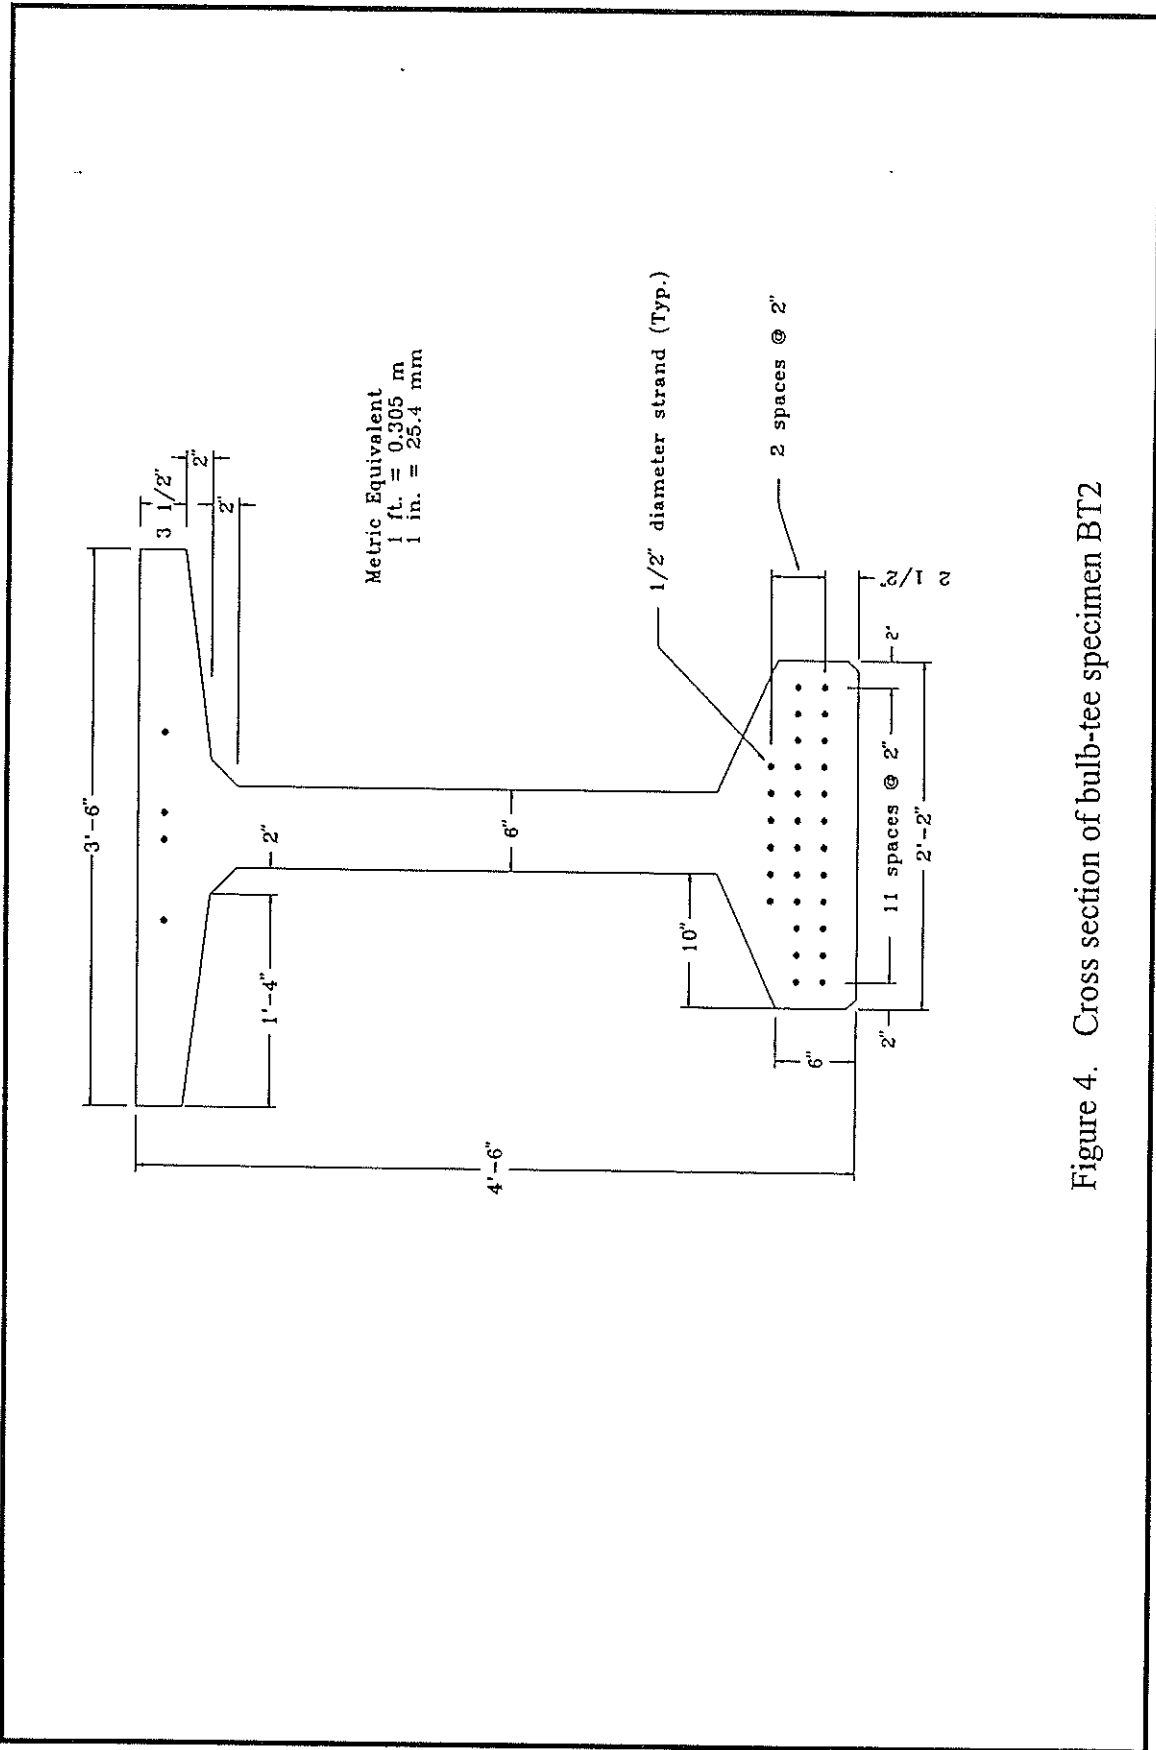 3'-6"
3 1/2"
2"
2"
1'-4"
2"
Metric Equivalent
1 ft. = 0.305 m
1 in. = 25.4 mm
4'-6"
6"
10"
1/2" diameter strand (Typ.)
2 spaces @ 2"
6"
2"
11 spaces @ 2"
2"
2 1/2"
2'-2"
Figure 4. Cross section of bulb-tee specimen BT2